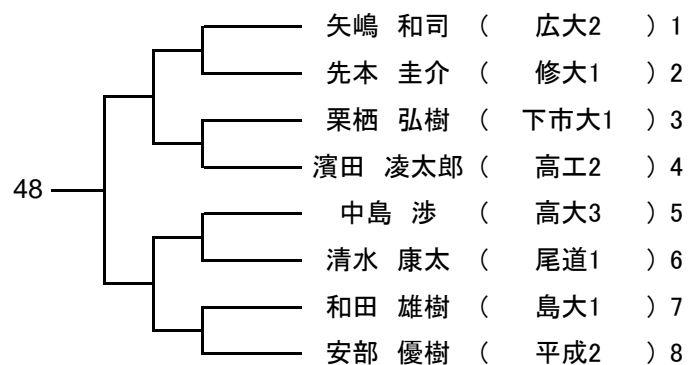 矢嶋 和司 ( 広大2 ) 1
先本 圭介 ( 修大1 ) 2
栗栖 弘樹 ( 下市大1 ) 3
濱田 凌太郎 ( 高工2 ) 4
48
中島 渉 ( 高大3 ) 5
清水 康太 ( 尾道1 ) 6
和田 雄樹 ( 島大1 ) 7
安部 優樹 ( 平成2 ) 8